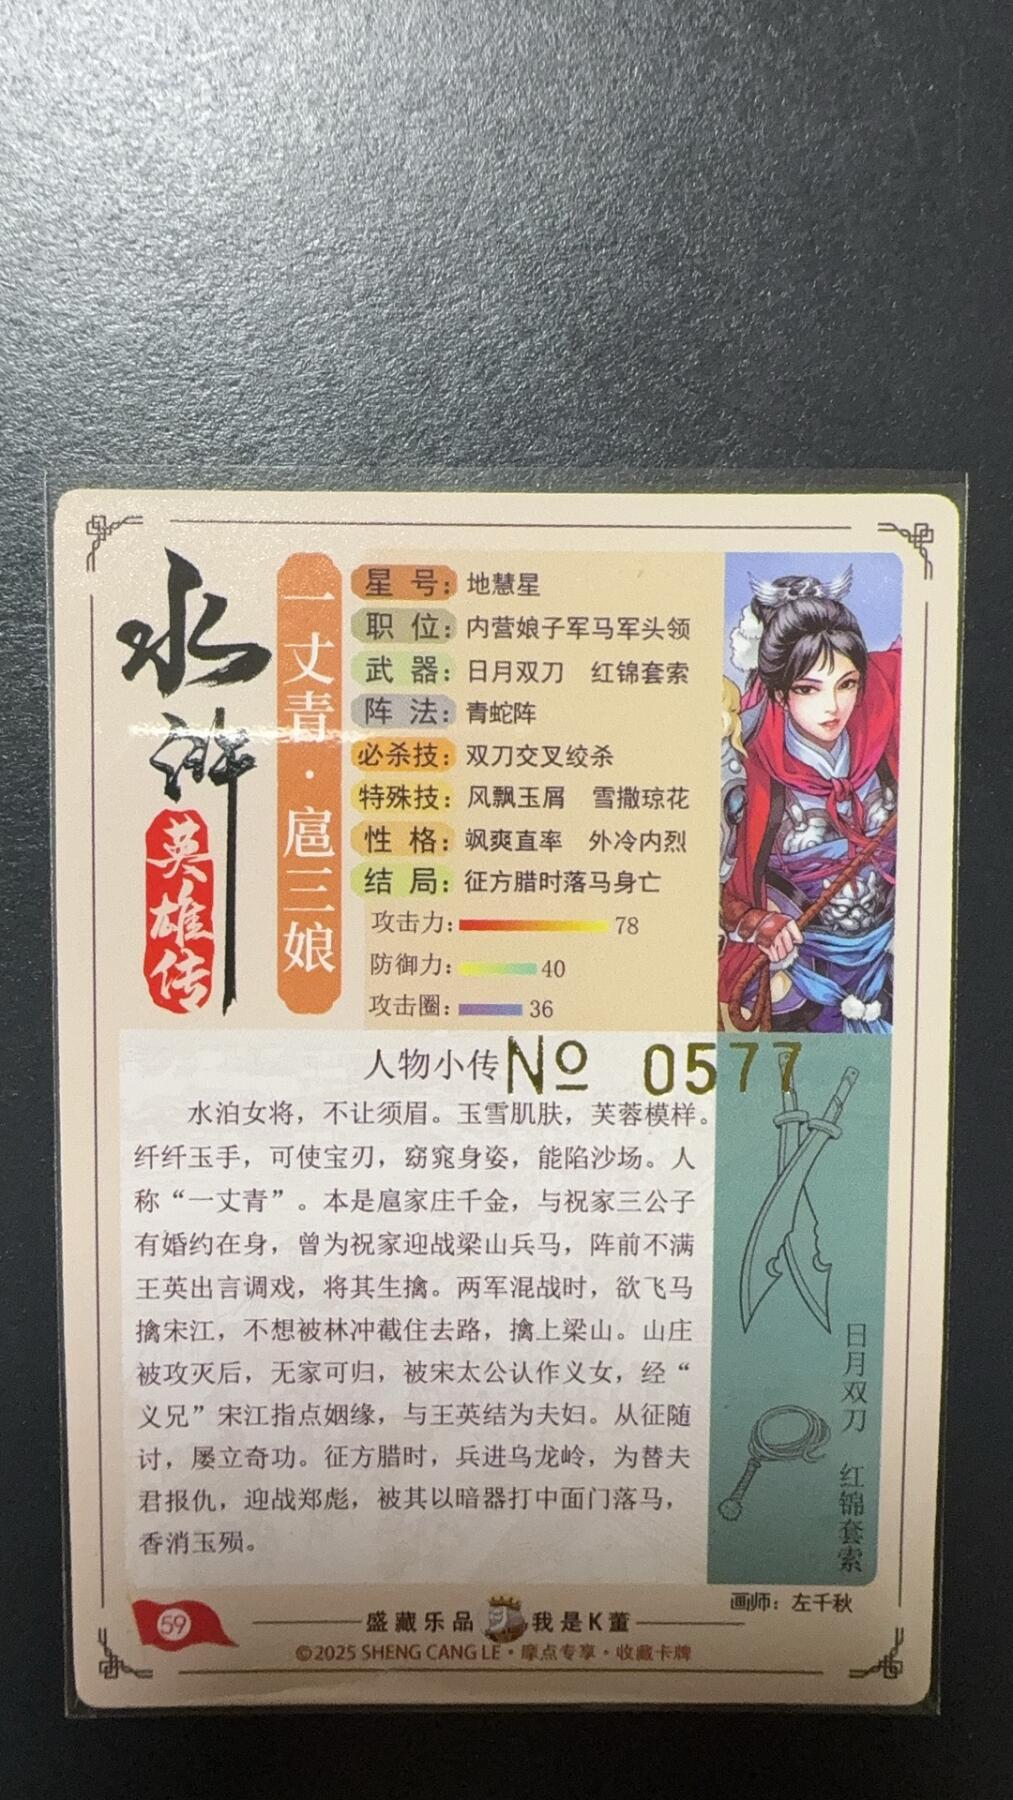 水浒
英雄传
一丈青·扈三娘
星号：地慧星
职位：内营娘子军马军头领
武器：日月双刀 红锦套索
阵法：青蛇阵
必杀技：双刀交叉绞杀
特殊技：风飘玉屑 雪撒琼花
性格：飒爽直率 外冷内烈
结局：征方腊时落马身亡
攻击力：78
防御力：40
攻击圈：36
人物小传
No 0577
水泊女将，不让须眉。玉雪肌肤，芙蓉模样。
纤纤玉手，可使宝刃，窈窕身姿，能陷沙场。人
称“一丈青”。本是扈家庄千金，与祝家三公子
有婚约在身，曾为祝家迎战梁山兵马，阵前不满
王英出言调戏，将其生擒。两军混战时，欲飞马
擒宋江，不想被林冲截住去路，擒上梁山。山庄
被攻灭后，无家可归，被宋太公认作义女，经“
义兄”宋江指点姻缘，与王英结为夫妇。从征随
讨，屡立奇功。征方腊时，兵进乌龙岭，为替夫
君报仇，迎战郑彪，被其以暗器打中面门落马，
香消玉殒。
日月双刀 红锦套索
画师：左千秋
59
盛藏乐品 我是K董
©2025 SHENG CANG LE·摩点专享·收藏卡牌